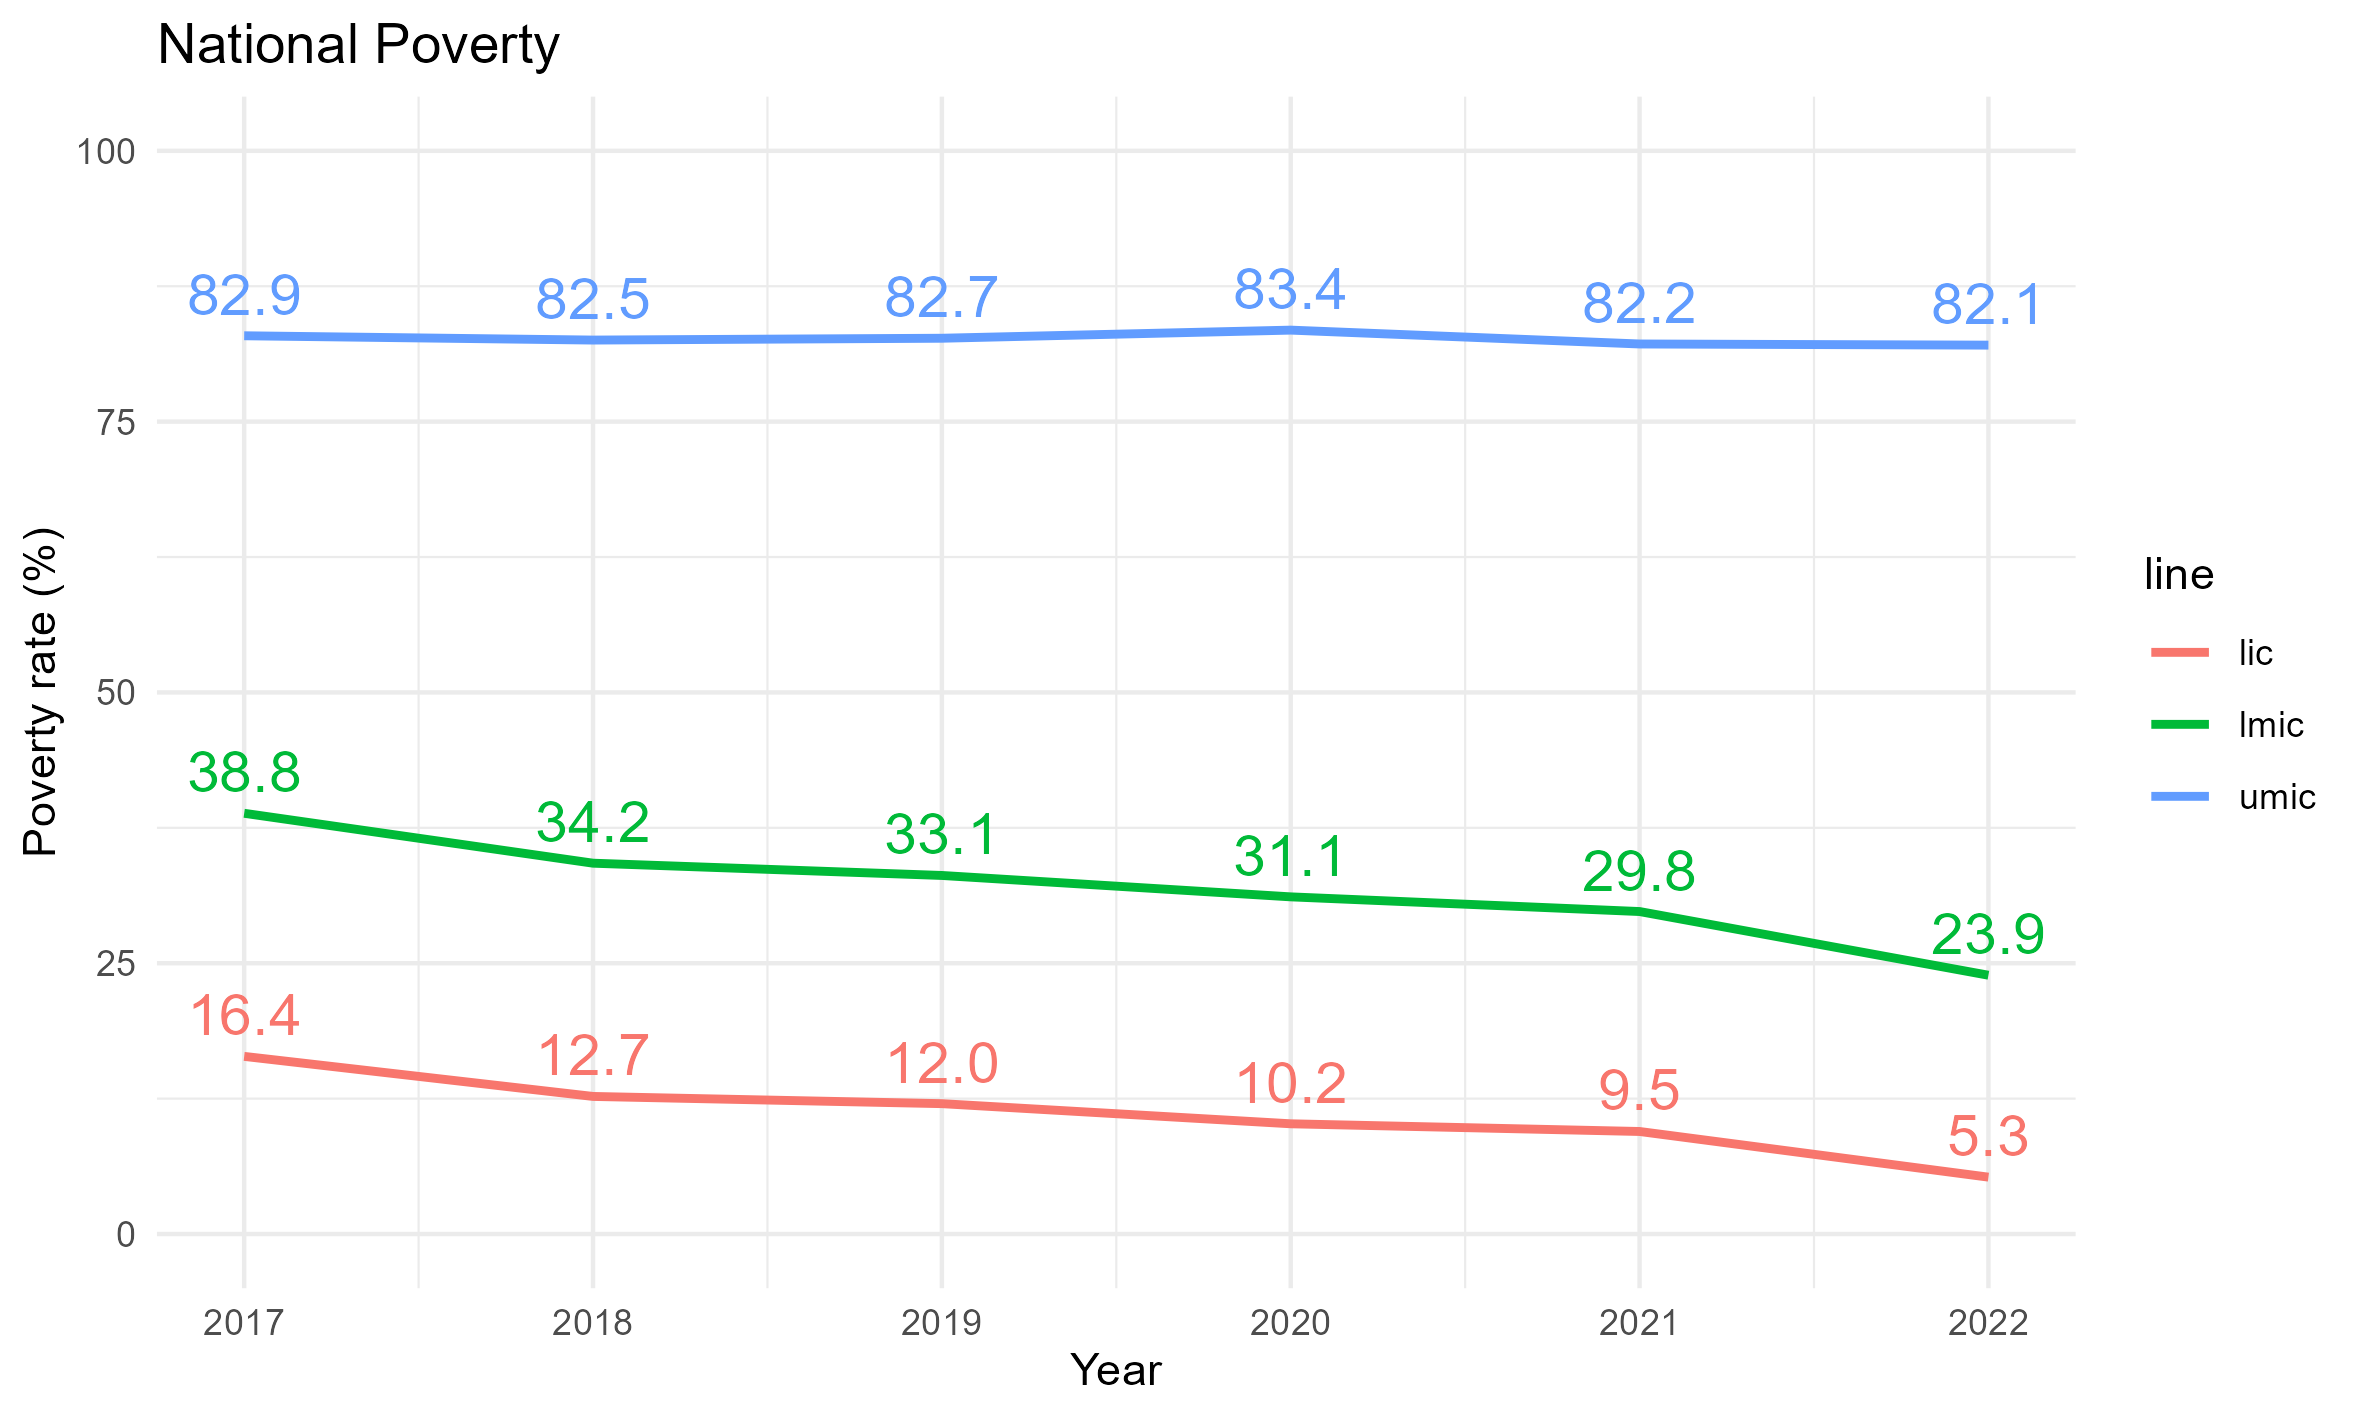 National Poverty
100
75
50
25
0
Poverty rate (%)
82.9 82.5 82.7 83.4 82.2 82.1
38.8 34.2 33.1 31.1 29.8 23.9
16.4 12.7 12.0 10.2 9.5 5.3
2017 2018 2019 2020 2021 2022
Year
line
lic
lmic
umic